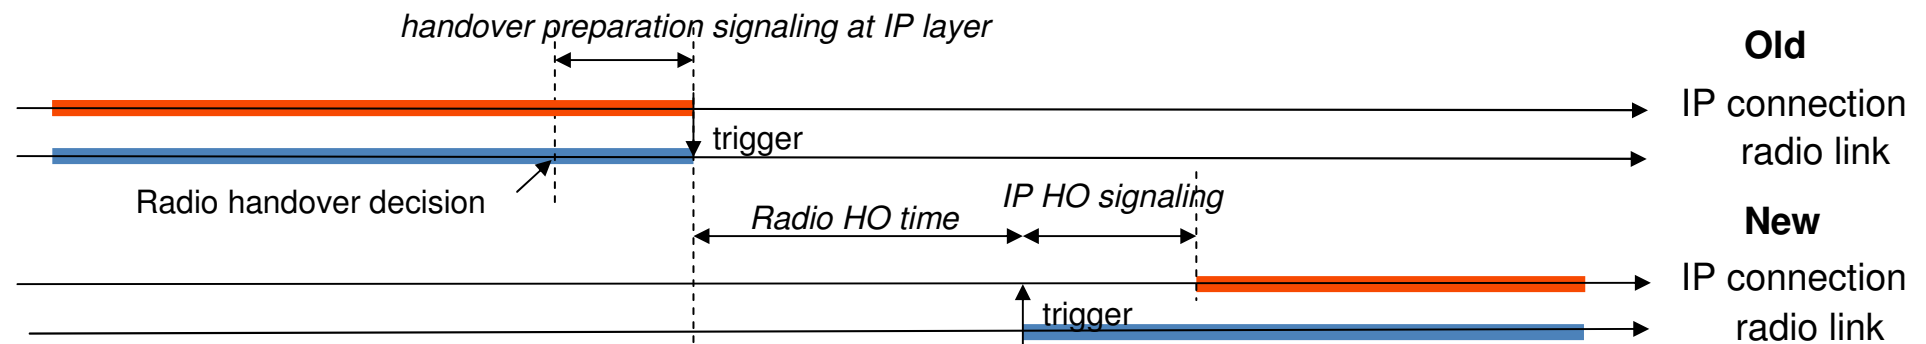 handover preparation signaling at IP layer
Old
IP connection
trigger
radio link
Radio handover decision
IP HO signaling
Radio HO time
New
IP connection
trigger
radio link